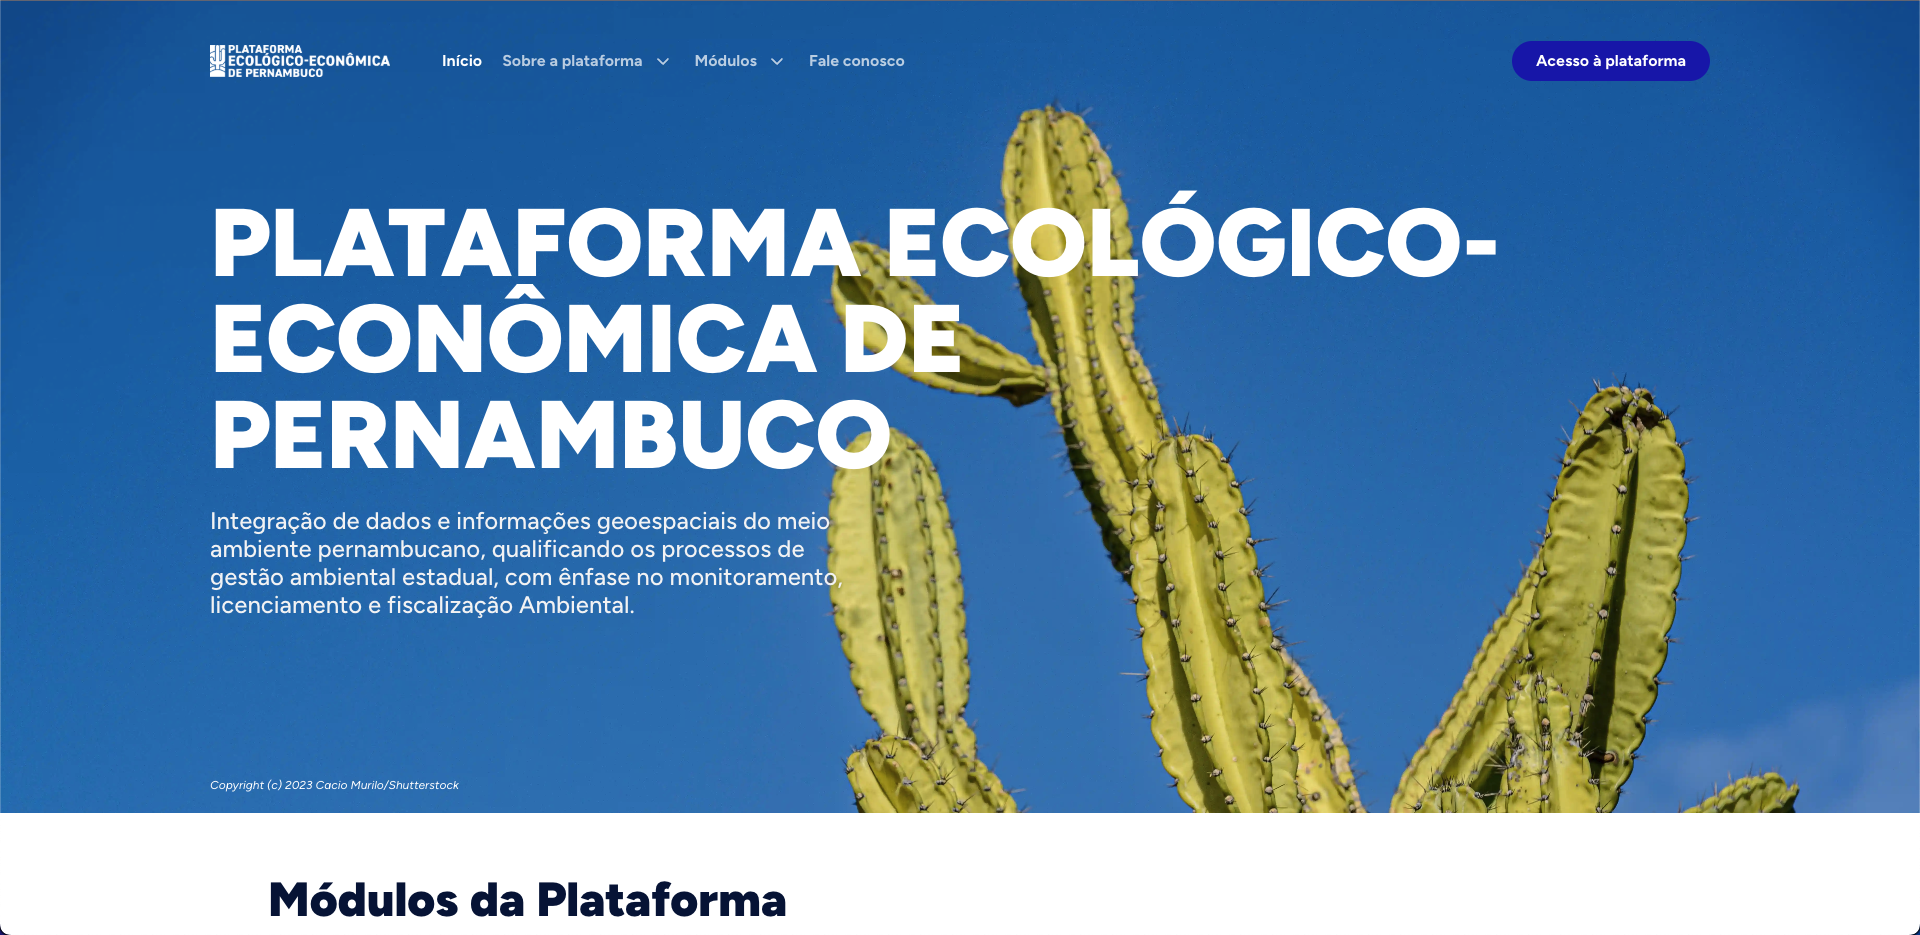 PLATAFORMA
ECOLÓGICO-ECONÔMICA
DE PERNAMBUCO
Início
Sobre a plataforma
Módulos
Fale conosco
Acesso à plataforma
PLATAFORMA ECOLÓGICO-
ECONÔMICA DE
PERNAMBUCO
Integração de dados e informações geoespaciais do meio
ambiente pernambucano, qualificando os processos de
gestão ambiental estadual, com ênfase no monitoramento,
licenciamento e fiscalização Ambiental.
Copyright (c) 2023 Cacio Murilo/Shutterstock
Módulos da Plataforma